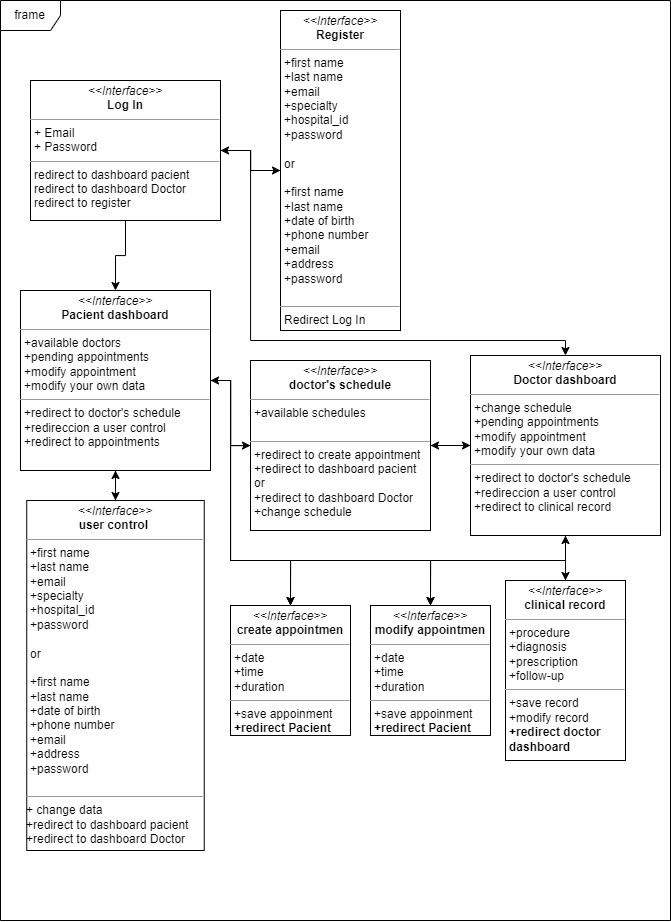 frame
<<Interface>>
Register
+first name
+last name
+email
+specialty
+hospital_id
+password
or
+first name
+last name
+date of birth
+phone number
+email
+address
+password
Redirect Log In
<<Interface>>
Log In
+ Email
+ Password
redirect to dashboard pacient
redirect to dashboard Doctor
redirect to register
<<Interface>>
Pacient dashboard
+available doctors
+pending appointments
+modify appointment
+modify your own data
+redirect to doctor's schedule
+redireccion a user control
+redirect to appointments
<<Interface>>
doctor's schedule
+available schedules
+redirect to create appointment
+redirect to dashboard pacient
or
+redirect to dashboard Doctor
+change schedule
<<Interface>>
Doctor dashboard
+change schedule
+pending appointments
+modify appointment
+modify your own data
+redirect to doctor's schedule
+redireccion a user control
+redirect to clinical record
<<Interface>>
user control
+first name
+last name
+email
+specialty
+hospital_id
+password
or
+first name
+last name
+date of birth
+phone number
+email
+address
+password
+ change data
+redirect to dashboard pacient
+redirect to dashboard Doctor
<<Interface>>
create appointmen
+date
+time
+duration
+save appoinment
+redirect Pacient
<<Interface>>
modify appointmen
+date
+time
+duration
+save appoinment
+redirect Pacient
<<Interface>>
clinical record
+procedure
+diagnosis
+prescription
+follow-up
+save record
+modify record
+redirect doctor
dashboard